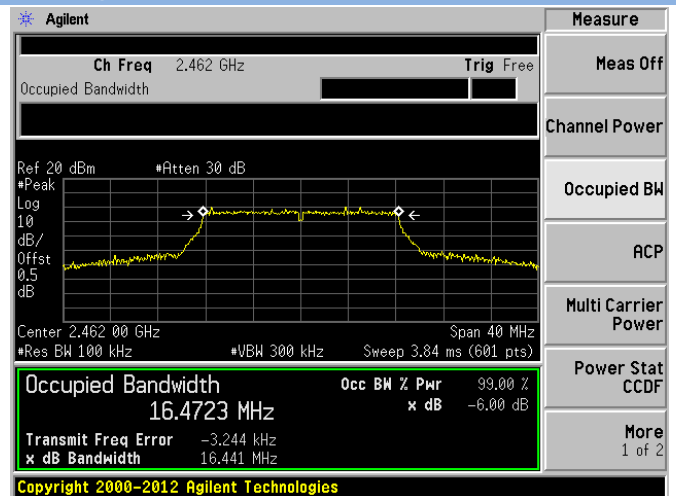 Agilent
Measure
Ch Freq 2.462 GHz Trig Free
Occupied Bandwidth
Meas Off
Channel Power
Occupied BW
ACP
Multi Carrier
Power
Power Stat
CCDF
More
1 of 2
Ref 20 dBm #Atten 30 dB
#Peak
Log
10
dB/
Offst
0.5
dB
Center 2.462 00 GHz Span 40 MHz
#Res BW 100 kHz #VBW 300 kHz Sweep 3.84 ms (601 pts)
Occupied Bandwidth Occ BW % Pwr 99.00 %
16.4723 MHz x dB -6.00 dB
Transmit Freq Error -3.244 kHz
x dB Bandwidth 16.441 MHz
Copyright 2000-2012 Agilent Technologies